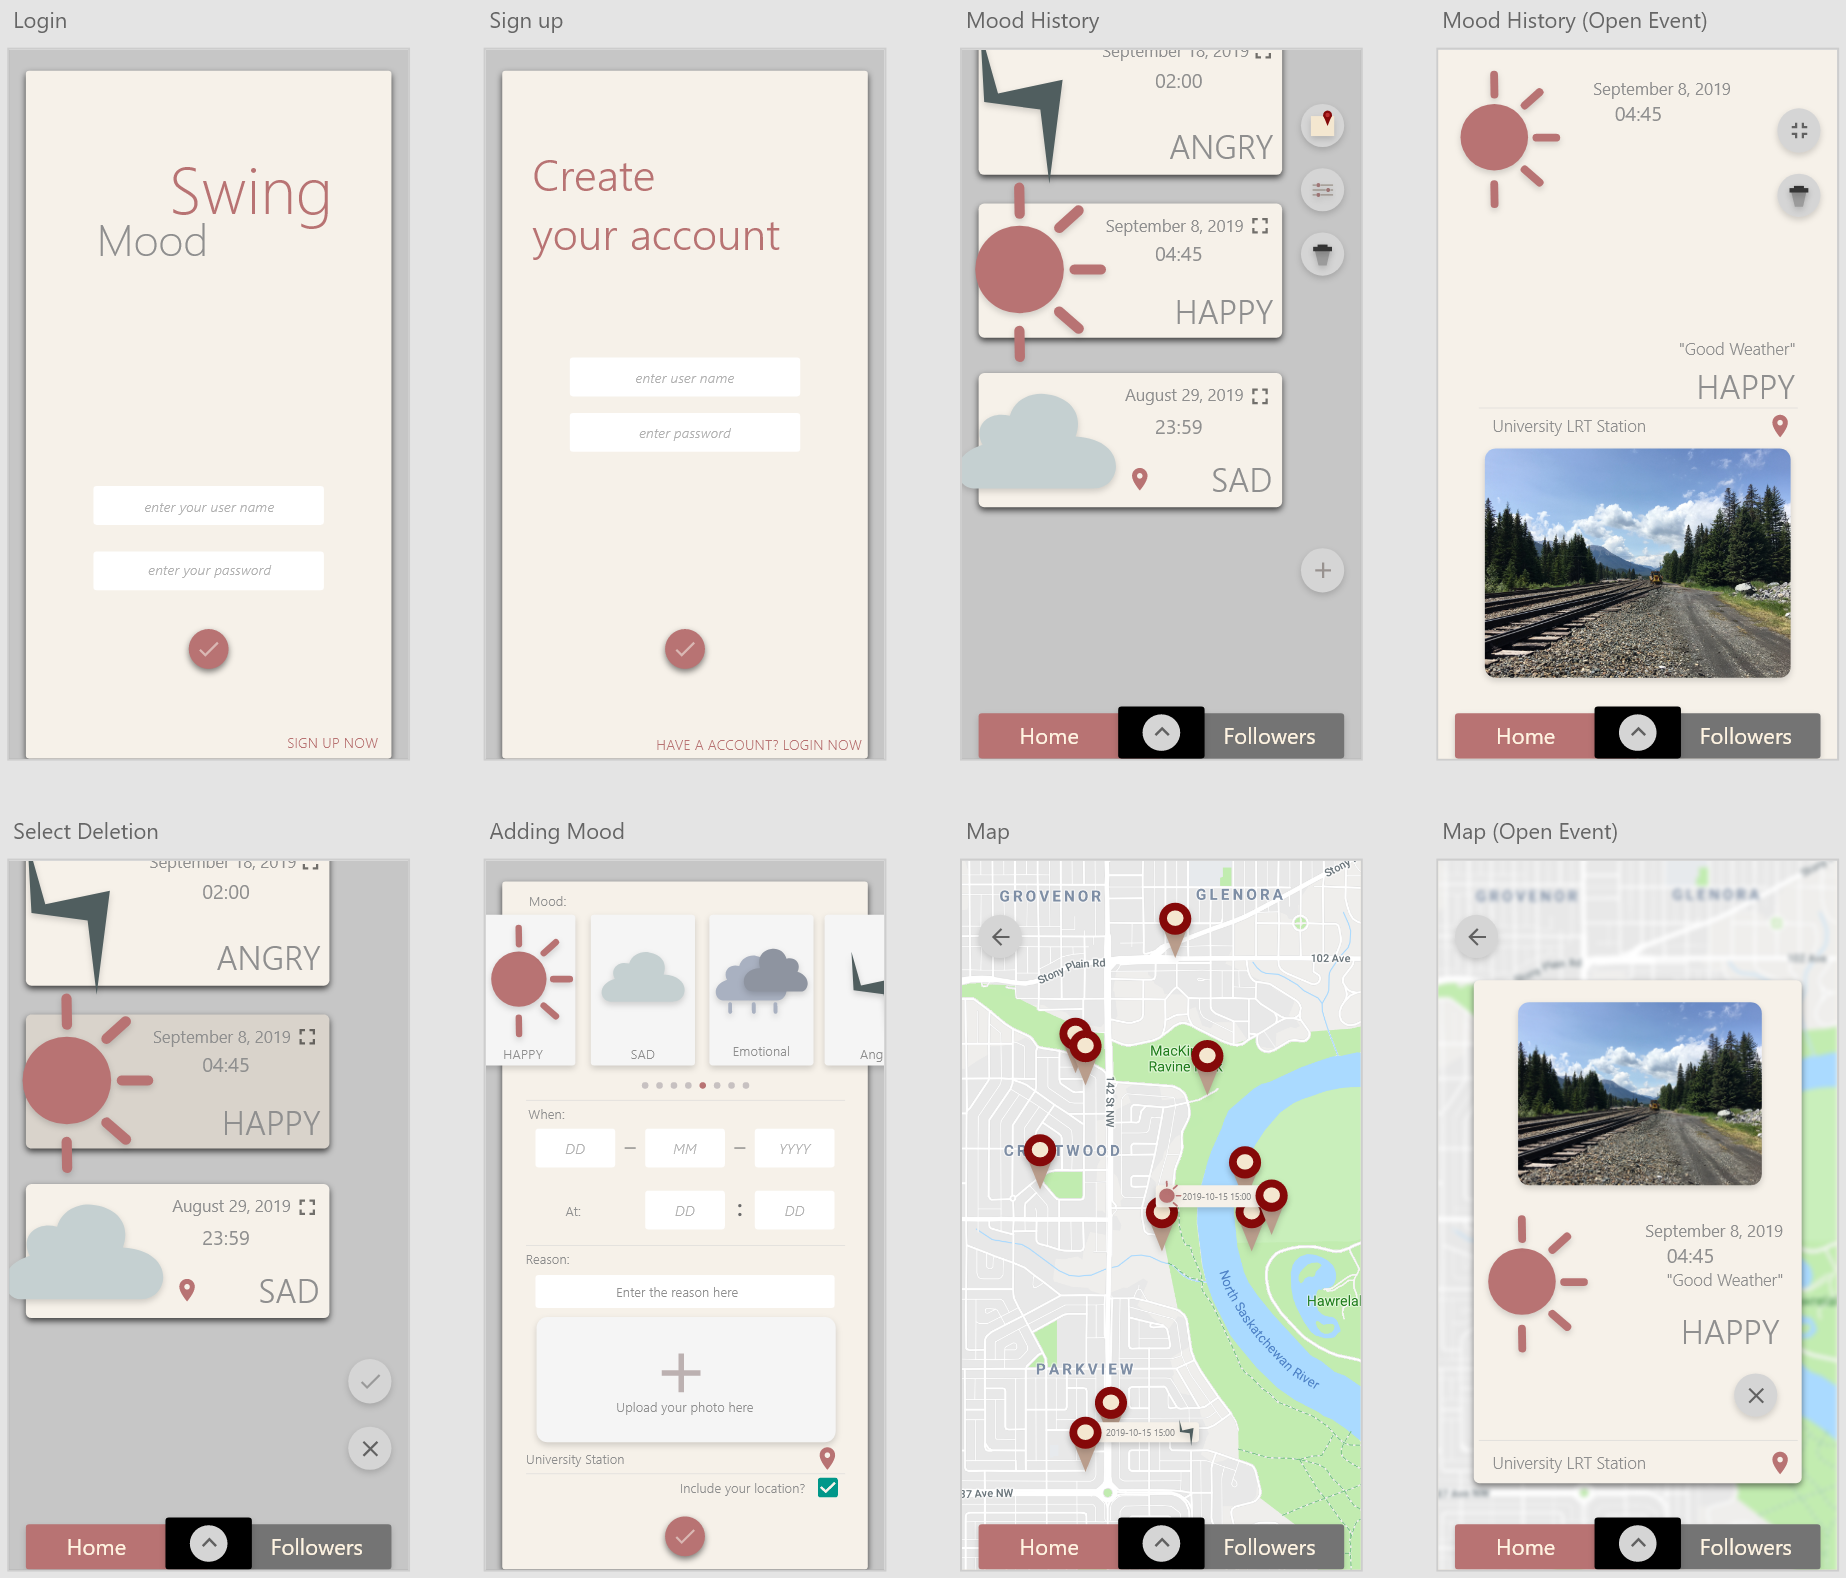 Login
Swing
Mood
enter your user name
enter your password
SIGN UP NOW
Sign up
Create
your account
enter user name
enter password
HAVE A ACCOUNT? LOGIN NOW
Mood History
September 18, 2019
02:00
ANGRY
September 8, 2019
04:45
HAPPY
August 29, 2019
23:59
SAD
Home
Followers
Mood History (Open Event)
September 8, 2019
04:45
"Good Weather"
HAPPY
University LRT Station
Home
Followers
Select Deletion
September 18, 2019
02:00
ANGRY
September 8, 2019
04:45
HAPPY
August 29, 2019
23:59
SAD
Home
Followers
Adding Mood
Mood:
HAPPY
SAD
Emotional
Ang
When:
DD – MM – YYYY
At:
DD : DD
Reason:
Enter the reason here
Upload your photo here
University Station
Include your location?
Map
Stony
GROVENOR
GLENORA
102 Ave
Stony Plain Rd
MacKi
Ravine
142 St NW
2019-10-15 15:00
North Saskatchewan River
Hawrela
PARKVIEW
2019-10-15 15:00
87 Ave NW
Home
Followers
Map (Open Event)
GROVENOR
GLENORA
September 8, 2019
04:45
"Good Weather"
HAPPY
University LRT Station
Home
Followers